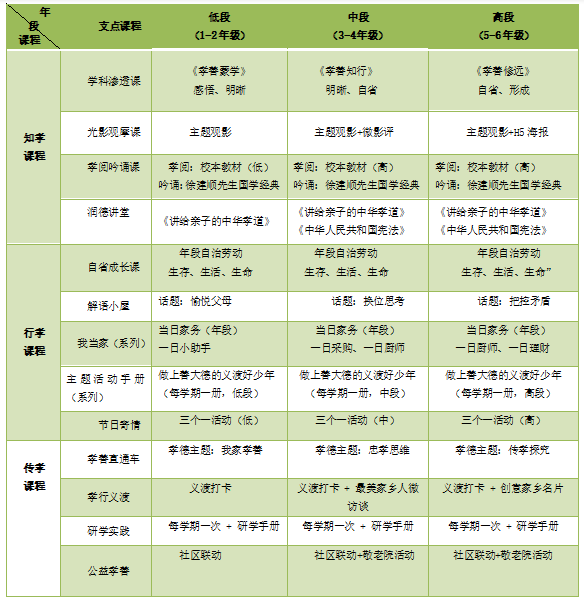 年
段
课程
支点课程
低段
（1-2年级）
中段
（3-4年级）
高段
（5-6年级）
知孝
课程
学科渗透课
《孝善蒙学》
感悟、明晰
《孝善知行》
明晰、自省
《孝善修远》
自省、形成
光影观摩课
主题观影
主题观影+微影评
主题观影+H5 海报
孝阅吟诵课
孝阅：校本教材（低）
吟诵：徐建顺先生国学经典
孝阅：校本教材（高）
吟诵：徐建顺先生国学经典
孝阅：校本教材（高）
吟诵：徐建顺先生国学经典
润德讲堂
《讲给亲子的中华孝道》
《讲给亲子的中华孝道》
《中华人民共和国宪法》
《讲给亲子的中华孝道》
《中华人民共和国宪法》
行孝
课程
自省成长课
年段自治劳动
生存、生活、生命
年段自治劳动
生存、生活、生命
年段自治劳动
生存、生活、生命”
解语小屋
话题：愉悦父母
话题：换位思考
话题：把控矛盾
我当家（系列）
当日家务（年段）
一日小助手
当日家务（年段）
一日采购、一日厨师
当日家务（年段）
一日厨师、一日理财
主题活动手册
（系列）
做上善大德的义渡好少年
（每学期一册，低段）
做上善大德的义渡好少年
（每学期一册，中段）
做上善大德的义渡好少年
（每学期一册，高段）
节日寄情
三个一活动（低）
三个一活动（中）
三个一活动（高）
传孝
课程
孝善直通车
孝德主题：我家孝善
孝德主题：忠孝思维
孝德主题：传孝探究
孝行义渡
义渡打卡
义渡打卡 + 最美家乡人微
访谈
义渡打卡 + 创意家乡名片
研学实践
每学期一次 + 研学手册
每学期一次 + 研学手册
每学期一次 + 研学手册
公益孝善
社区联动
社区联动+敬老院活动
社区联动+敬老院活动